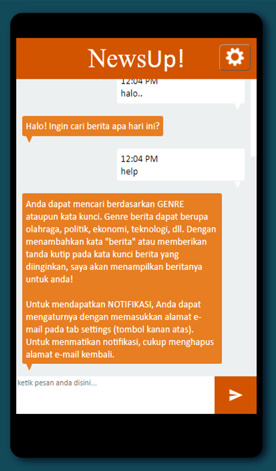 NewsUp!
12:04 PM
halo..
Halo! Ingin cari berita apa hari ini?
12:04 PM
help
Anda dapat mencari berdasarkan GENRE
ataupun kata kunci. Genre berita dapat berupa
olahraga, politik, ekonomi, teknologi, dll. Dengan
menambahkan kata "berita" atau memberikan
tanda kutip pada kata kunci berita yang
diinginkan, saya akan menampilkan beritanya
untuk anda!
Untuk mendapatkan NOTIFIKASI, Anda dapat
mengaturnya dengan memasukkan alamat e-
mail pada tab settings (tombol kanan atas).
Untuk menmatikan notifikasi, cukup menghapus
alamat e-mail kembali.
ketik pesan anda disini...